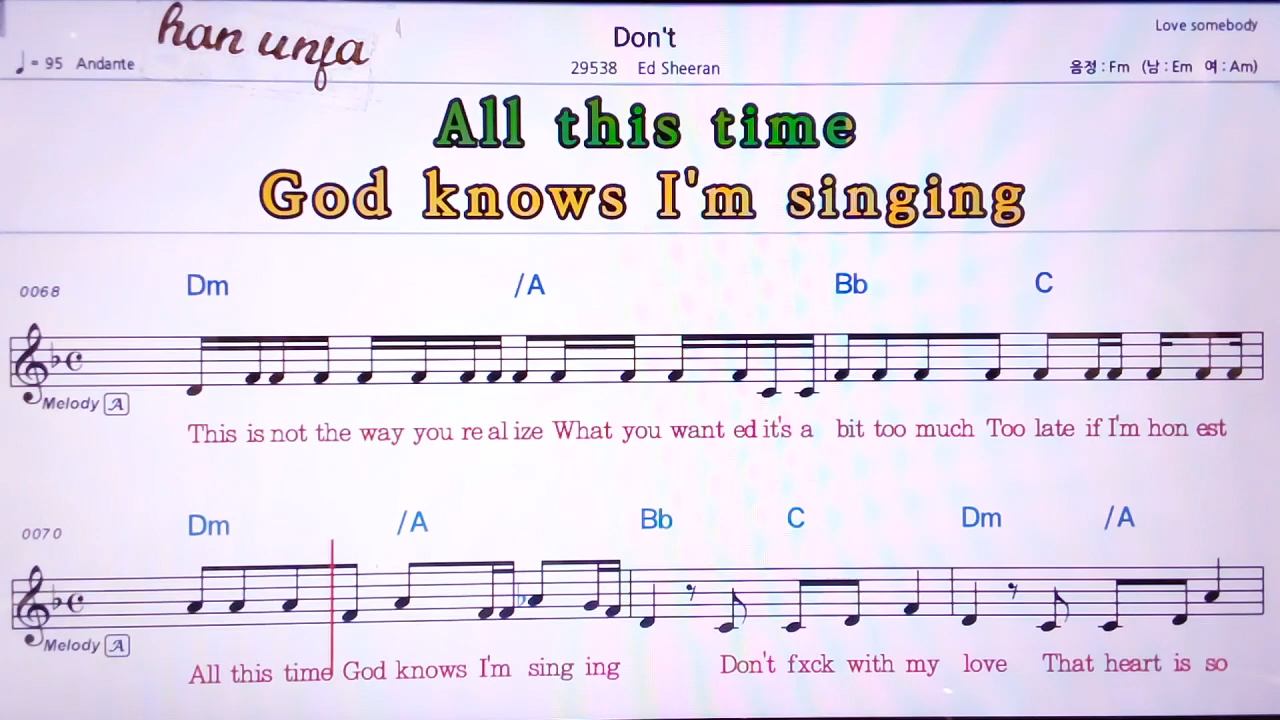 han unfa
Don't
Love somebody
♩= 95 Andante
29538 Ed Sheeran
음정 : Fm (남 : Em 여 : Am)
All this time
God knows I'm singing
0068
Dm /A Bb C
Melody A
This is not the way you re al ize What you want ed it's a bit too much Too late if I'm hon est
0070
Dm /A Bb C Dm /A
Melody A
All this time God knows I'm sing ing Don't fxck with my love That heart is so